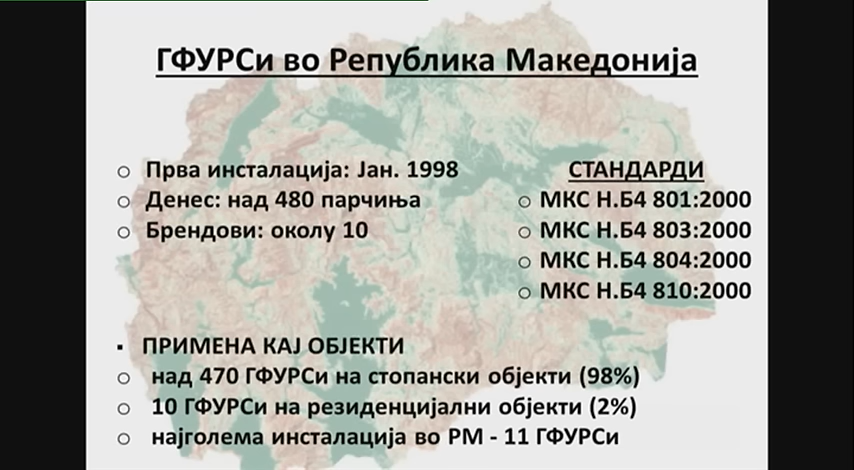 ГФУРСи во Република Македонија
○ Прва инсталација: Јан. 1998
○ Денес: над 480 парчиња
○ Брендови: околу 10
СТАНДАРДИ
○ МКС Н.Б4 801:2000
○ МКС Н.Б4 803:2000
○ МКС Н.Б4 804:2000
○ МКС Н.Б4 810:2000
▪ ПРИМЕНА КАЈ ОБЈЕКТИ
○ над 470 ГФУРСи на стопански објекти (98%)
○ 10 ГФУРСи на резиденцијални објекти (2%)
○ најголема инсталација во РМ - 11 ГФУРСи